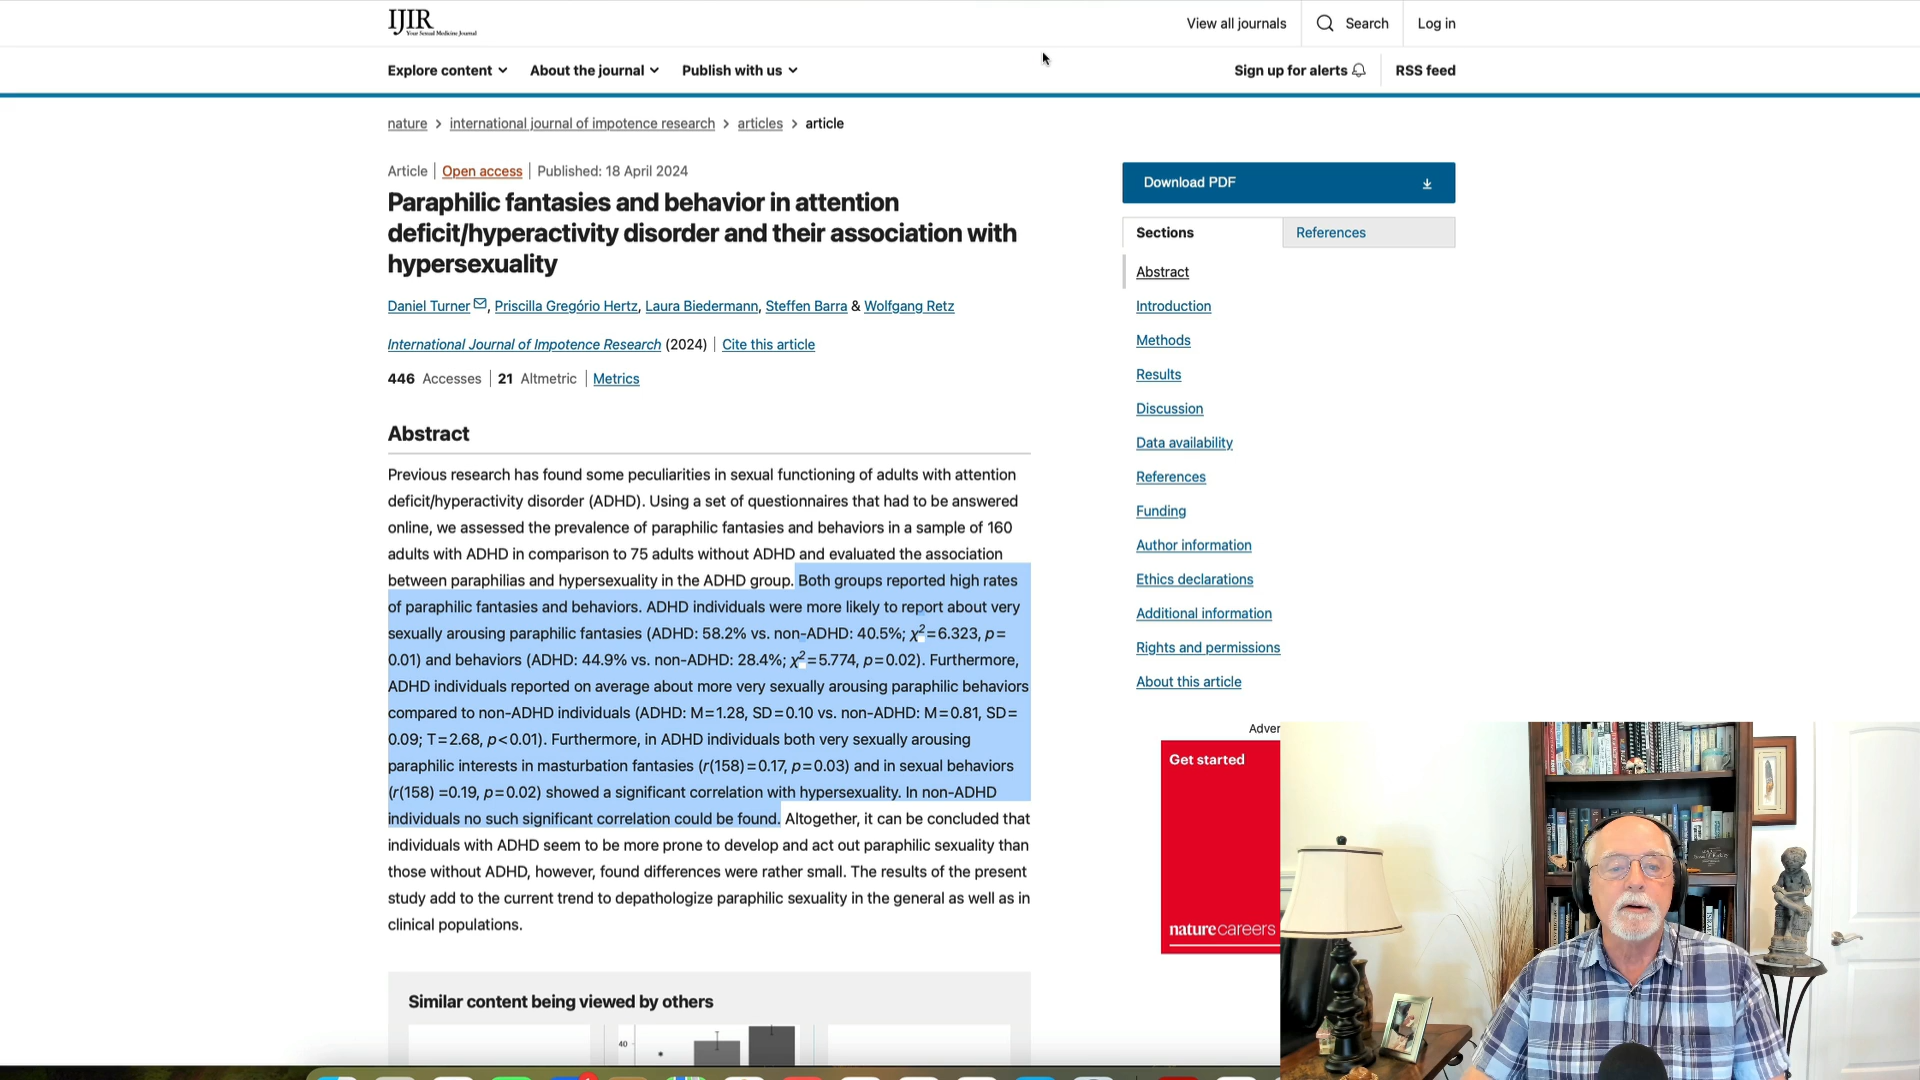 IJIR
Your Sexual Medicine Journal
View all journals
Search
Log in
Explore content
About the journal
Publish with us
Sign up for alerts
RSS feed
nature > international journal of impotence research > articles > article
Article | Open access | Published: 18 April 2024
Paraphilic fantasies and behavior in attention
deficit/hyperactivity disorder and their association with
hypersexuality
Daniel Turner, Priscilla Gregório Hertz, Laura Biedermann, Steffen Barra & Wolfgang Retz
International Journal of Impotence Research (2024) | Cite this article
446 Accesses | 21 Altmetric | Metrics
Abstract
Previous research has found some peculiarities in sexual functioning of adults with attention
deficit/hyperactivity disorder (ADHD). Using a set of questionnaires that had to be answered
online, we assessed the prevalence of paraphilic fantasies and behaviors in a sample of 160
adults with ADHD in comparison to 75 adults without ADHD and evaluated the association
between paraphilias and hypersexuality in the ADHD group. Both groups reported high rates
of paraphilic fantasies and behaviors. ADHD individuals were more likely to report about very
sexually arousing paraphilic fantasies (ADHD: 58.2% vs. non-ADHD: 40.5%; χ²=6.323, p=
0.01) and behaviors (ADHD: 44.9% vs. non-ADHD: 28.4%; χ²=5.774, p=0.02). Furthermore,
ADHD individuals reported on average about more very sexually arousing paraphilic behaviors
compared to non-ADHD individuals (ADHD: M=1.28, SD=0.10 vs. non-ADHD: M=0.81, SD=
0.09; T=2.68, p<0.01). Furthermore, in ADHD individuals both very sexually arousing
paraphilic interests in masturbation fantasies (r(158)=0.17, p=0.03) and in sexual behaviors
(r(158) =0.19, p=0.02) showed a significant correlation with hypersexuality. In non-ADHD
individuals no such significant correlation could be found. Altogether, it can be concluded that
individuals with ADHD seem to be more prone to develop and act out paraphilic sexuality than
those without ADHD, however, found differences were rather small. The results of the present
study add to the current trend to depathologize paraphilic sexuality in the general as well as in
clinical populations.
Similar content being viewed by others
40
Download PDF
Sections
References
Abstract
Introduction
Methods
Results
Discussion
Data availability
References
Funding
Author information
Ethics declarations
Additional information
Rights and permissions
About this article
Adver
Get started
naturecareers